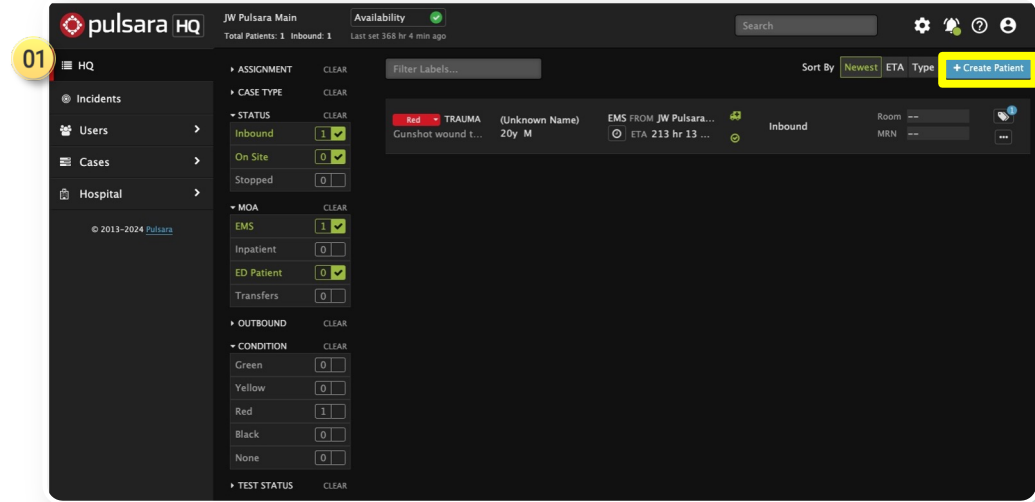 01
pulsara HQ
JW Pulsara Main
Total Patients: 1 Inbound: 1
Availability
Last set 368 hr 4 min ago
Search
HQ
Incidents
Users
Cases
Hospital
© 2013-2024 Pulsara
ASSIGNMENT CLEAR
CASE TYPE CLEAR
STATUS CLEAR
Inbound 1
On Site 0
Stopped 0
MOA CLEAR
EMS 1
Inpatient 0
ED Patient 0
Transfers 0
OUTBOUND CLEAR
CONDITION CLEAR
Green 0
Yellow 0
Red 1
Black 0
None 0
TEST STATUS CLEAR
Filter Labels...
Sort By Newest ETA Type + Create Patient
Red TRAUMA
Gunshot wound t...
(Unknown Name)
20y M
EMS FROM JW Pulsara...
ETA 213 hr 13 ...
Inbound
Room --
MRN --
1